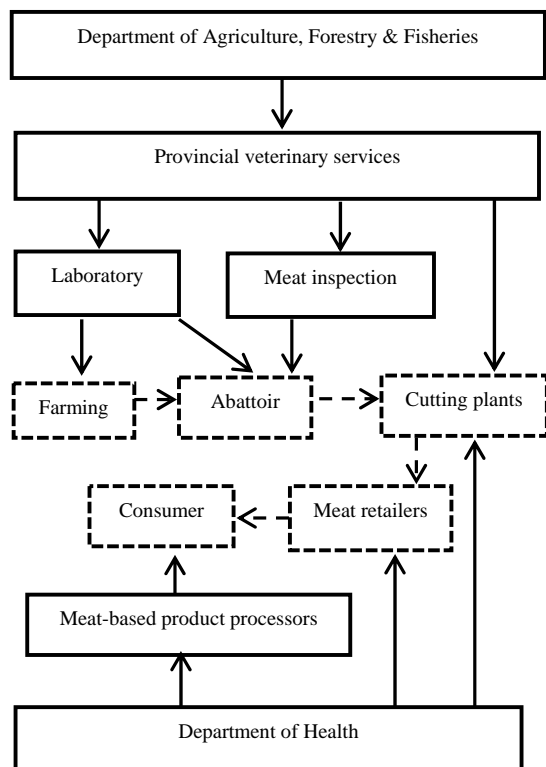 Department of Agriculture, Forestry & Fisheries
Provincial veterinary services
Laboratory
Meat inspection
Farming
Abattoir
Cutting plants
Consumer
Meat retailers
Meat-based product processors
Department of Health